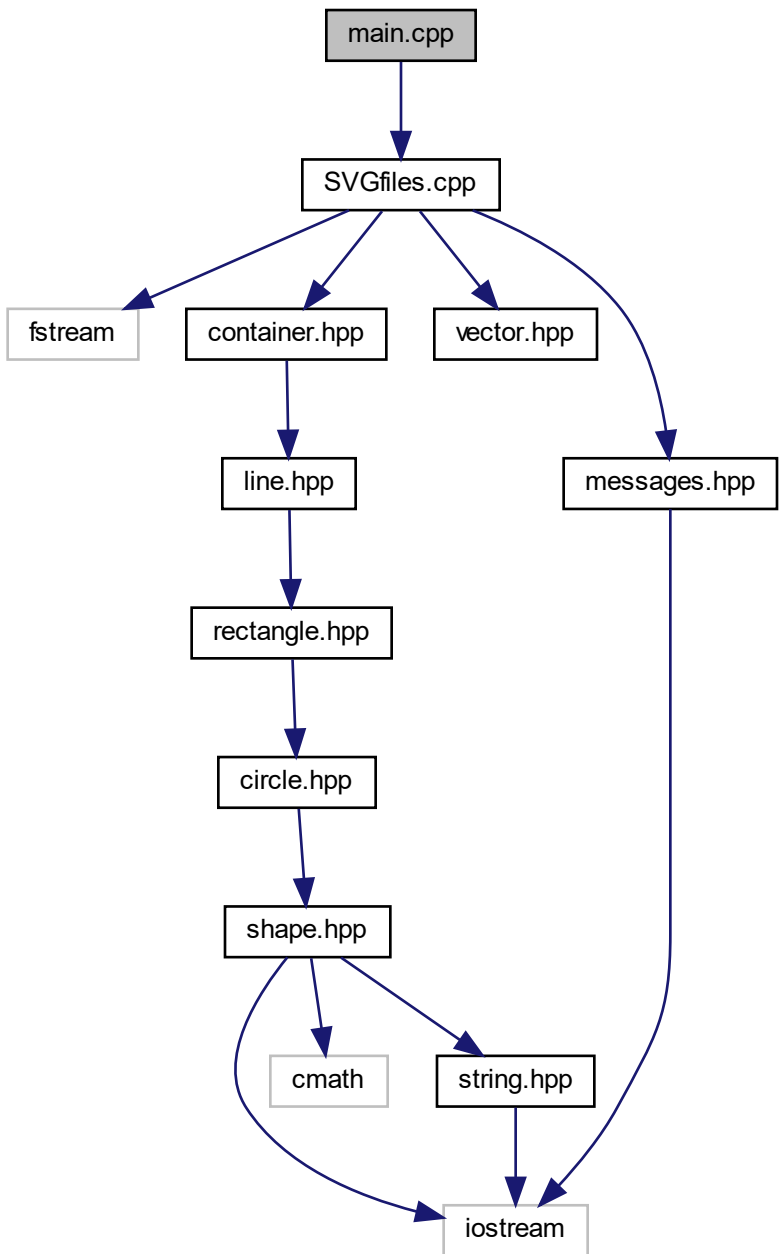 main.cpp
SVGfiles.cpp
fstream
container.hpp
vector.hpp
line.hpp
messages.hpp
rectangle.hpp
circle.hpp
shape.hpp
cmath
string.hpp
iostream